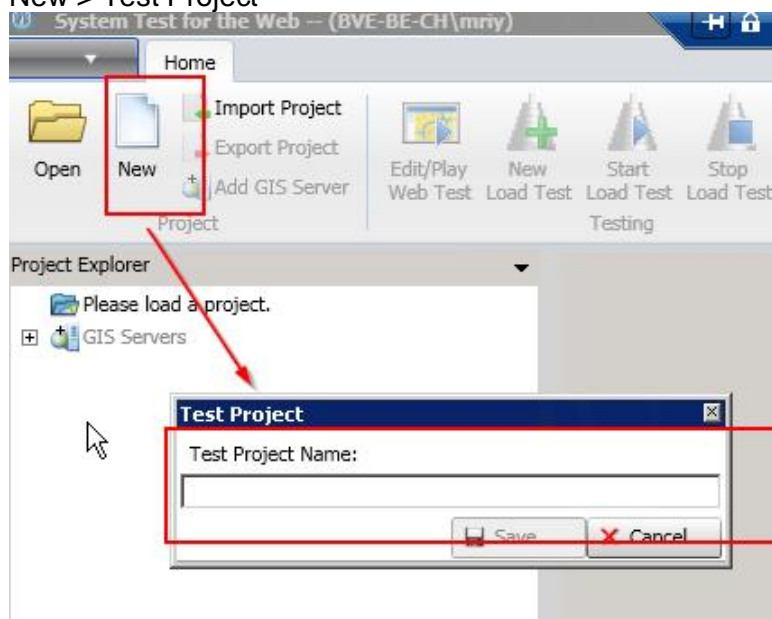 New > Test Project
System Test for the Web -- (BVE-BE-CH\mriy)
Home
Open
New
Import Project
Export Project
Add GIS Server
Project
Edit/Play
Web Test
New
Load Test
Start
Load Test
Stop
Load Test
Testing
Project Explorer
Please load a project.
GIS Servers
Test Project
Test Project Name:
Save
Cancel